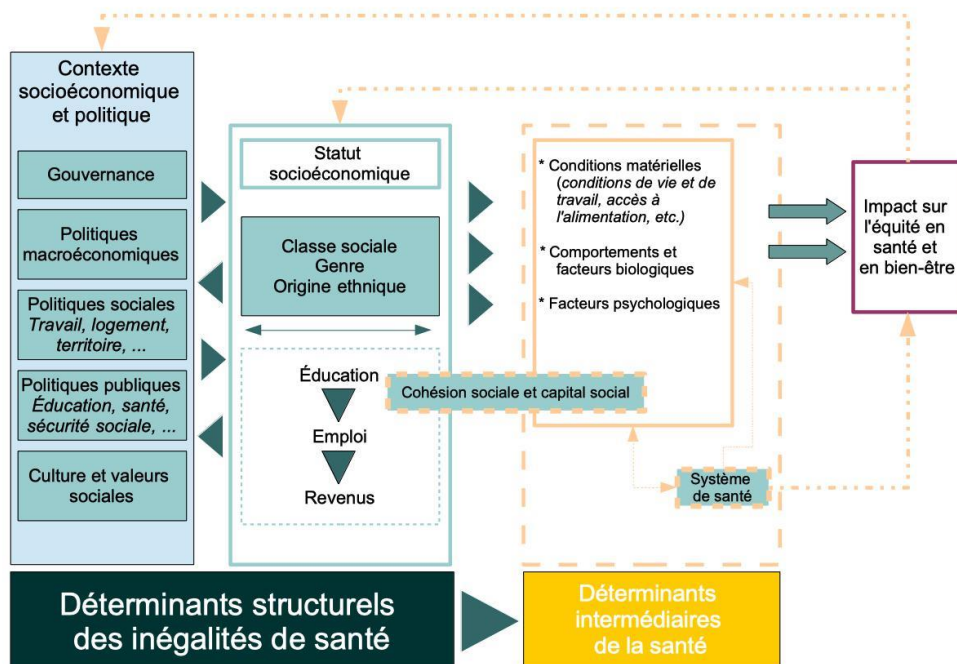 Contexte
socioéconomique
et politique
Gouvernance
Politiques
macroéconomiques
Politiques sociales
Travail, logement,
territoire, ...
Politiques publiques
Éducation, santé,
sécurité sociale, ...
Culture et valeurs
sociales
Statut
socioéconomique
Classe sociale
Genre
Origine ethnique
Éducation
Emploi
Revenus
Cohésion sociale et capital social
* Conditions matérielles
(conditions de vie et de
travail, accès à
l'alimentation, etc.)
* Comportements et
facteurs biologiques
* Facteurs psychologiques
Système
de santé
Impact sur
l'équité en
santé et
en bien-être
Déterminants structurels
des inégalités de santé
Déterminants
intermédiaires
de la santé